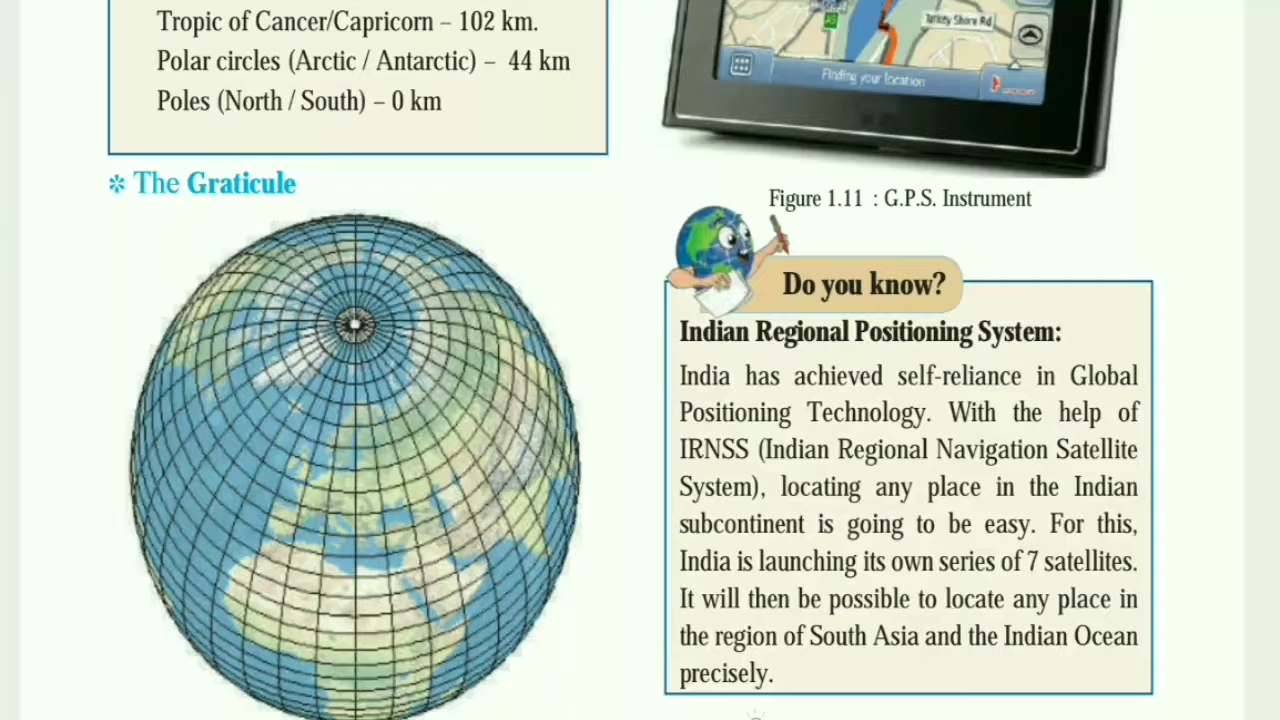 Tropic of Cancer/Capricorn – 102 km.
Polar circles (Arctic / Antarctic) – 44 km
Poles (North / South) – 0 km
* The Graticule
Turkey Shore Rd
Finding your location
Figure 1.11 : G.P.S. Instrument
Do you know?
Indian Regional Positioning System:
India has achieved self-reliance in Global
Positioning Technology. With the help of
IRNSS (Indian Regional Navigation Satellite
System), locating any place in the Indian
subcontinent is going to be easy. For this,
India is launching its own series of 7 satellites.
It will then be possible to locate any place in
the region of South Asia and the Indian Ocean
precisely.